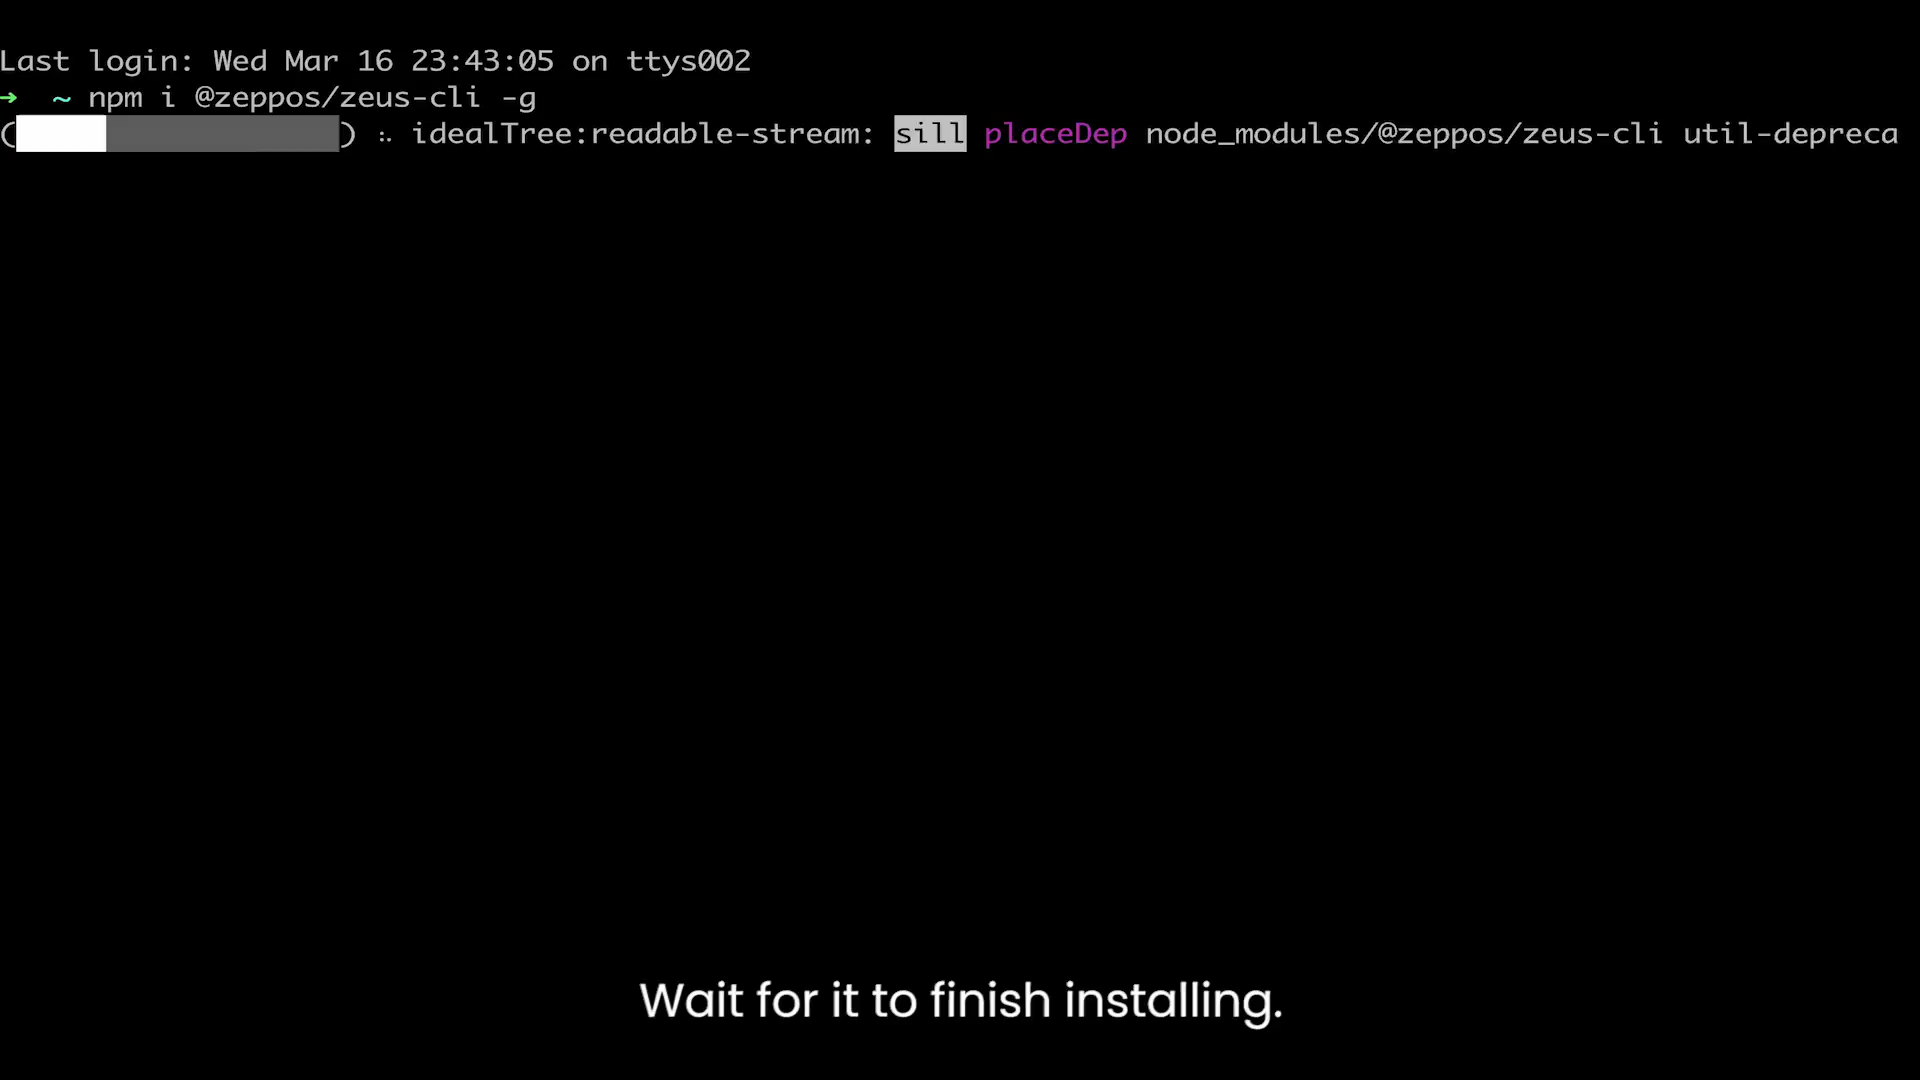 Last login: Wed Mar 16 23:43:05 on ttys002
➜  ~ npm i @zeppos/zeus-cli -g
(                  ) ⠦ idealTree:readable-stream: sill placeDep node_modules/@zeppos/zeus-cli util-depreca
Wait for it to finish installing.